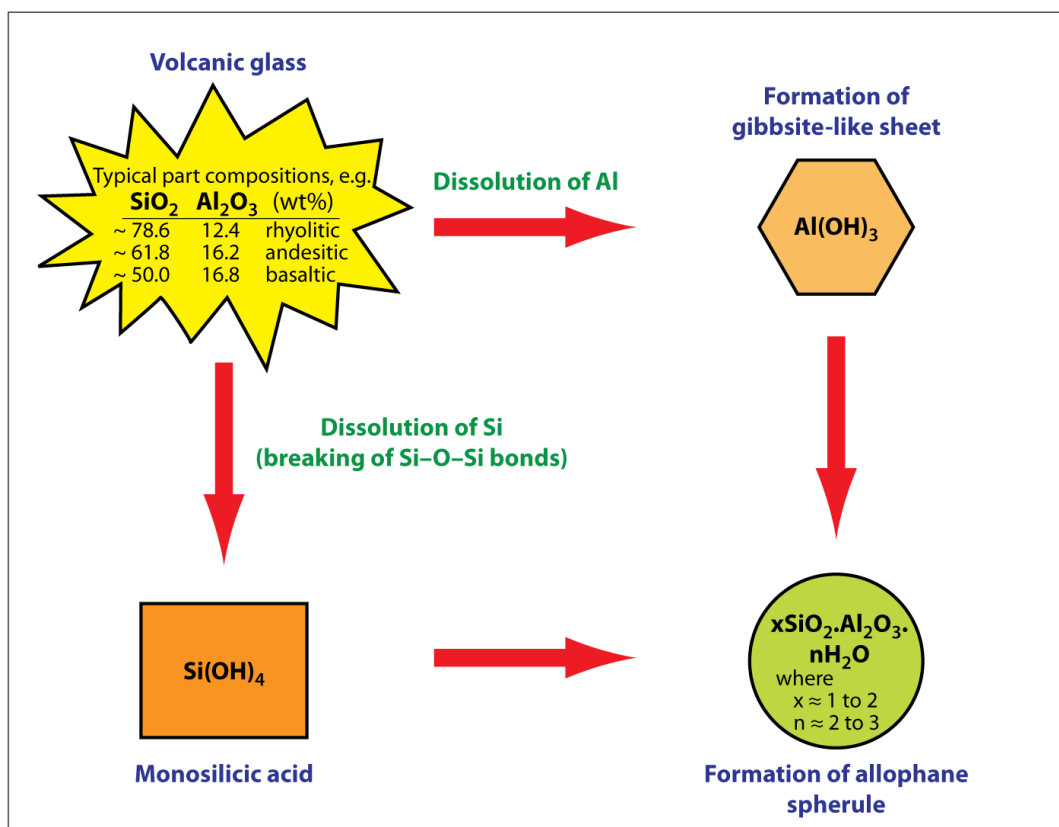 Volcanic glass
Typical part compositions, e.g.
SiO₂ Al₂O₃ (wt%)
~ 78.6 12.4 rhyolitic
~ 61.8 16.2 andesitic
~ 50.0 16.8 basaltic
Dissolution of Al
Formation of
gibbsite-like sheet
Al(OH)₃
Dissolution of Si
(breaking of Si–O–Si bonds)
Si(OH)₄
Monosilicic acid
xSiO₂.Al₂O₃.
nH₂O
where
x ≈ 1 to 2
n ≈ 2 to 3
Formation of allophane
spherule